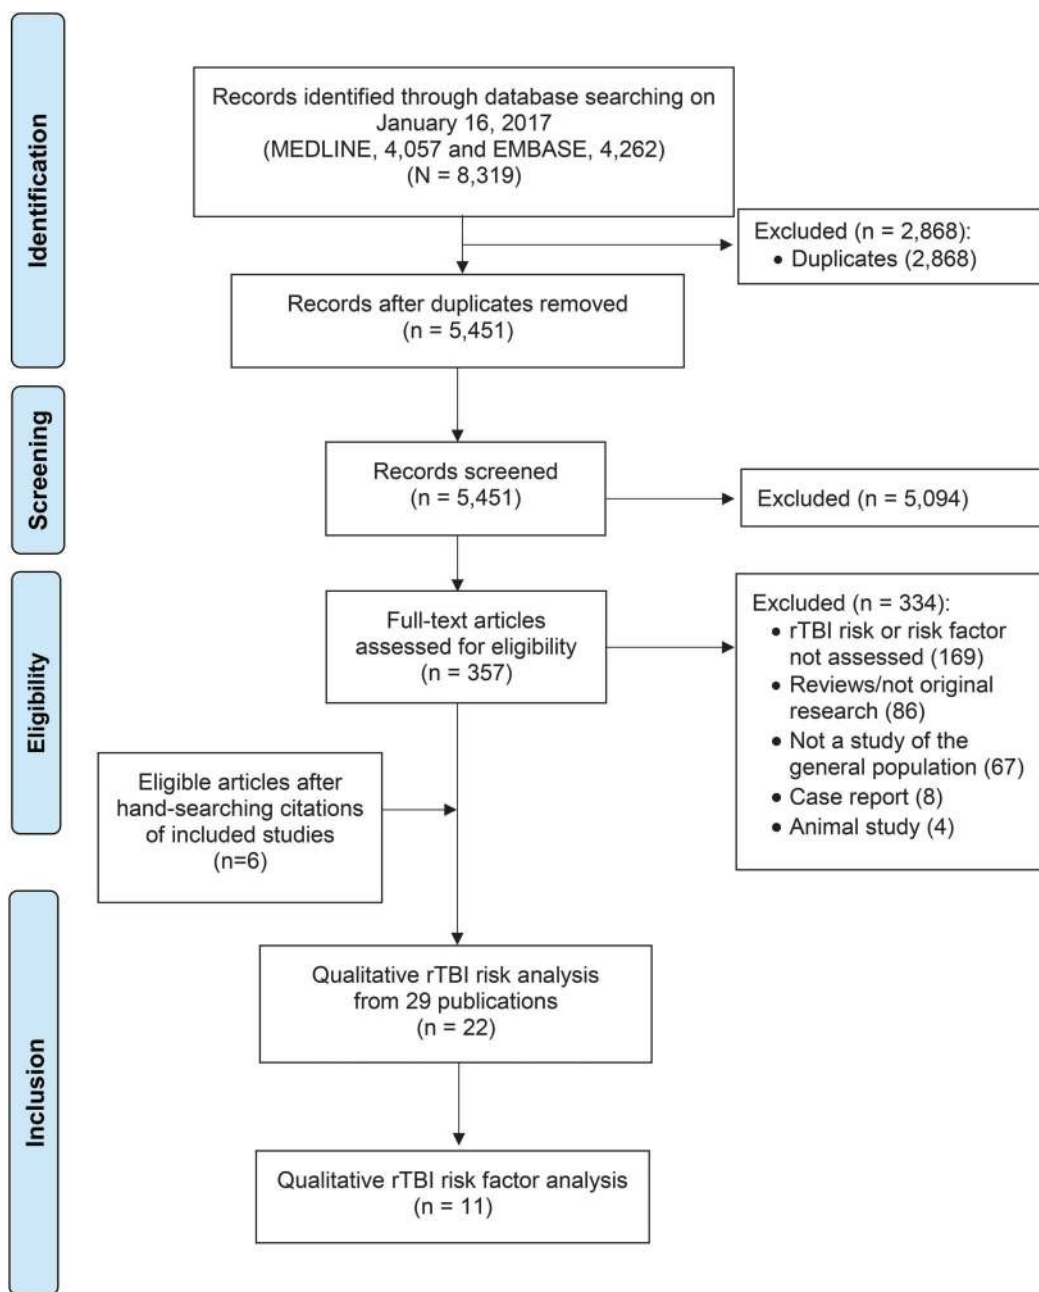 Identification
Records identified through database searching on
January 16, 2017
(MEDLINE, 4,057 and EMBASE, 4,262)
(N = 8,319)
Excluded (n = 2,868):
• Duplicates (2,868)
Records after duplicates removed
(n = 5,451)
Screening
Records screened
(n = 5,451)
Excluded (n = 5,094)
Eligibility
Full-text articles
assessed for eligibility
(n = 357)
Excluded (n = 334):
• rTBI risk or risk factor
not assessed (169)
• Reviews/not original
research (86)
• Not a study of the
general population (67)
• Case report (8)
• Animal study (4)
Eligible articles after
hand-searching citations
of included studies
(n=6)
Inclusion
Qualitative rTBI risk analysis
from 29 publications
(n = 22)
Qualitative rTBI risk factor analysis
(n = 11)